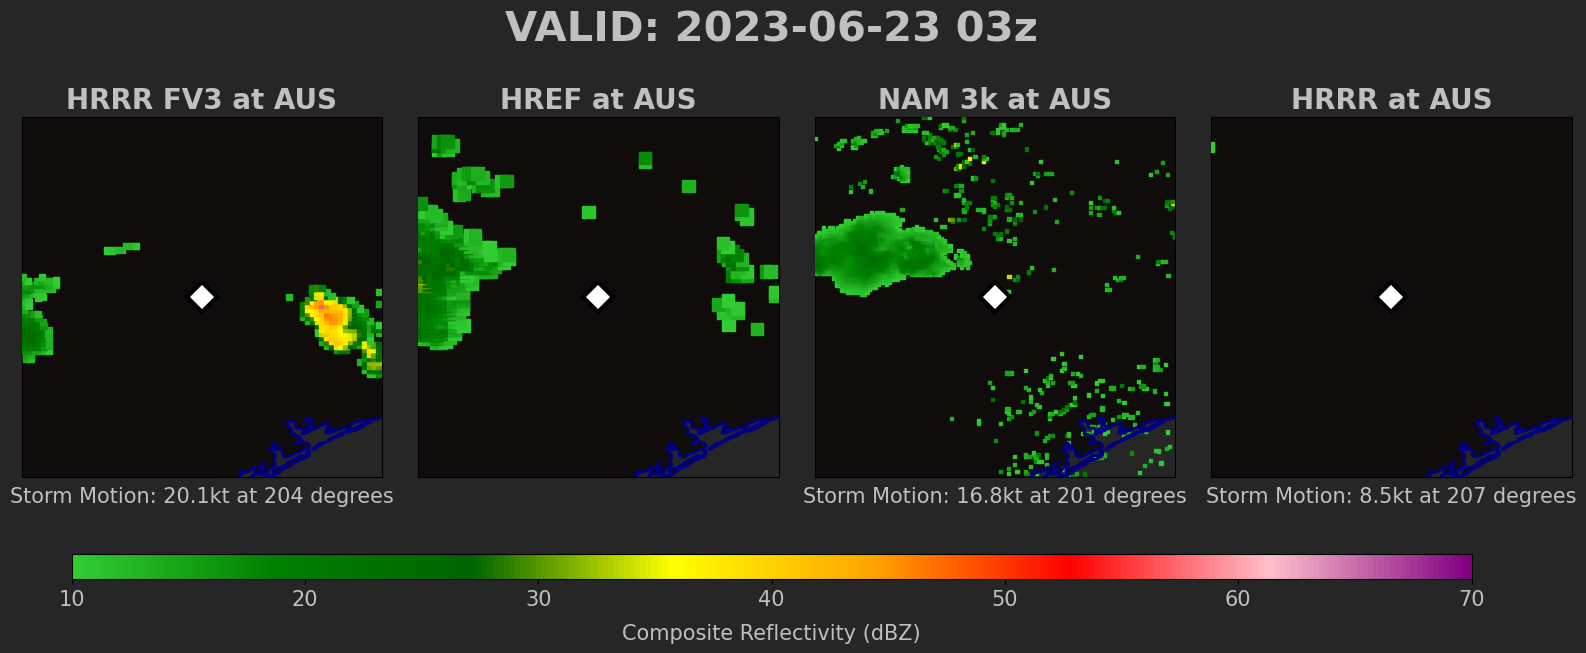 VALID: 2023-06-23 03z
HRRR FV3 at AUS
HREF at AUS
NAM 3k at AUS
HRRR at AUS
Storm Motion: 20.1kt at 204 degrees
Storm Motion: 16.8kt at 201 degrees
Storm Motion: 8.5kt at 207 degrees
10 20 30 40 50 60 70
Composite Reflectivity (dBZ)